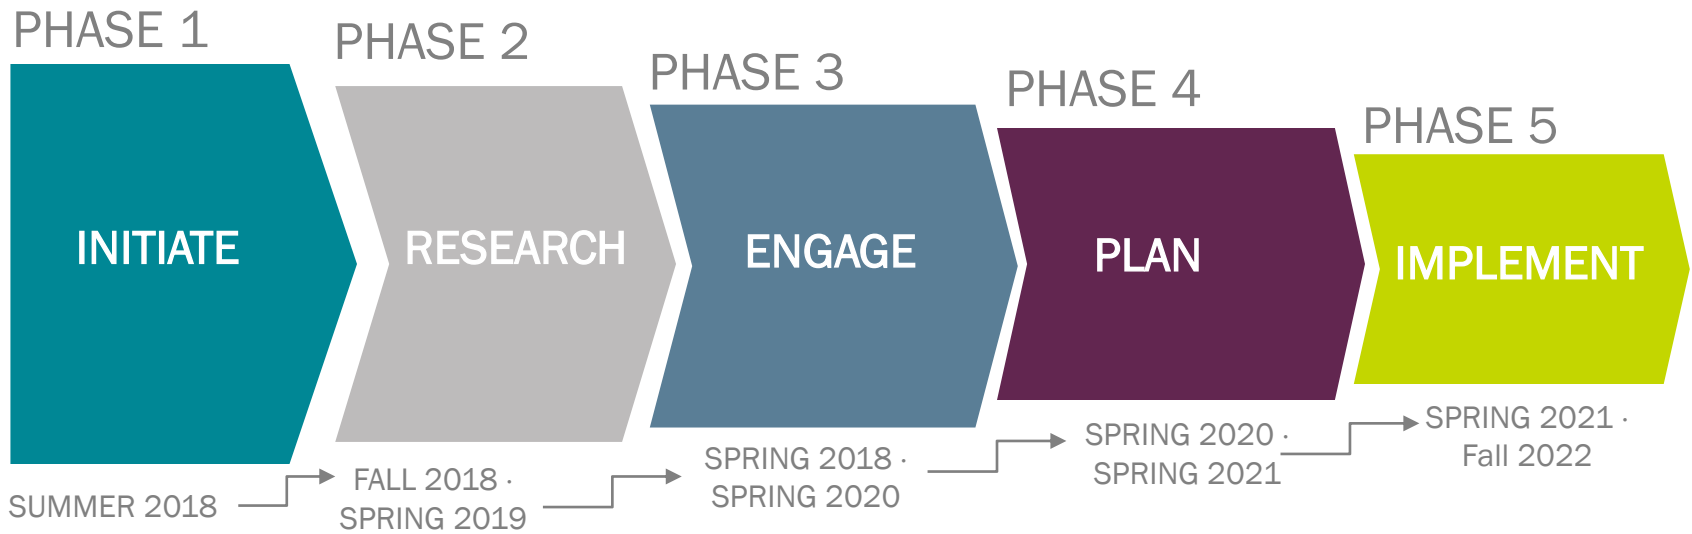 PHASE 1
INITIATE
SUMMER 2018
PHASE 2
RESEARCH
FALL 2018 ·
SPRING 2019
PHASE 3
ENGAGE
SPRING 2018 ·
SPRING 2020
PHASE 4
PLAN
SPRING 2020 ·
SPRING 2021
PHASE 5
IMPLEMENT
SPRING 2021 ·
Fall 2022